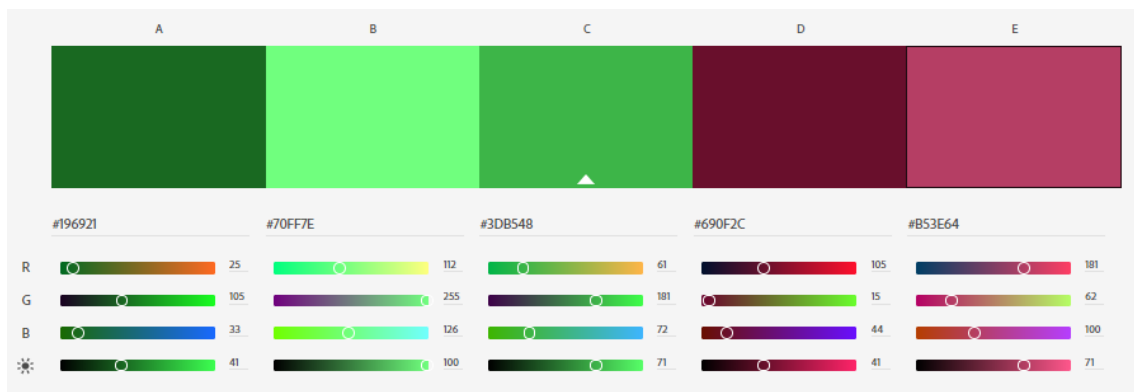 A B C D E
#196921 #70FF7E #3DB548 #690F2C #B53E64
R 25 112 61 105 181
G 105 255 181 15 62
B 33 126 72 44 100
41 100 71 41 71